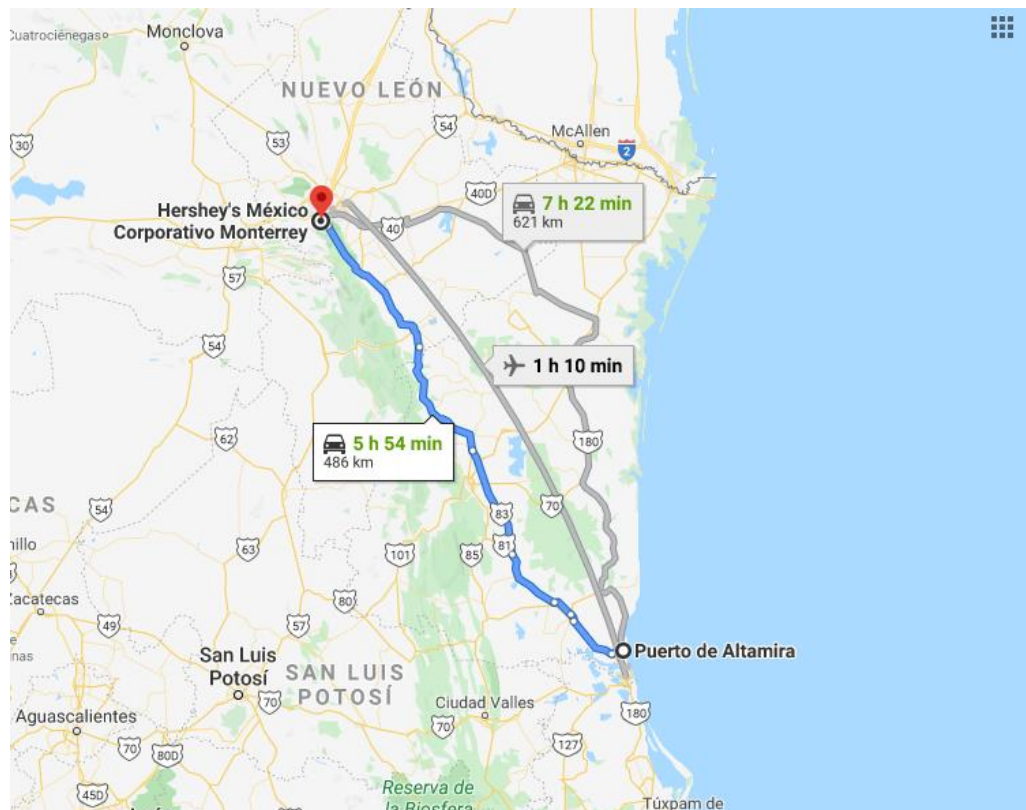 Cuatrociénegas
Monclova
NUEVO LEÓN
54
McAllen
30
53
2
40D
7 h 22 min
621 km
Hershey's México
Corporativo Monterrey
40
57
54
1 h 10 min
5 h 54 min
486 km
62
180
CAS
54
70
83
81
63
101
85
nillo
Zacatecas
80
49
57
San Luis
Potosí
SAN LUIS
POTOSÍ
Puerto de Altamira
70
Ciudad Valles
180
Aguascalientes
70
80D
70
127
45D
Reserva de
la Biosfera
Túxpam de